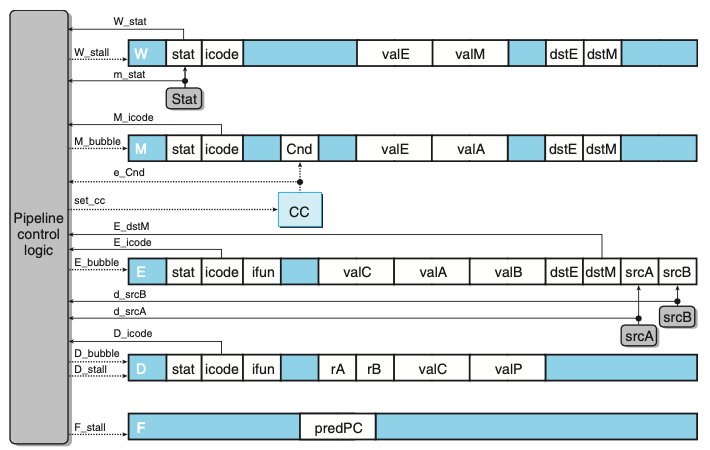 W_stat
W_stall
W stat icode valE valM dstE dstM
m_stat
Stat
M_icode
M_bubble
M stat icode Cnd valE valA dstE dstM
e_Cnd
set_cc
CC
Pipeline
control
logic
E_dstM
E_icode
E_bubble
E stat icode ifun valC valA valB dstE dstM srcA srcB
d_srcB
d_srcA
srcB
srcA
D_icode
D_bubble
D_stall
D stat icode ifun rA rB valC valP
F_stall
F predPC